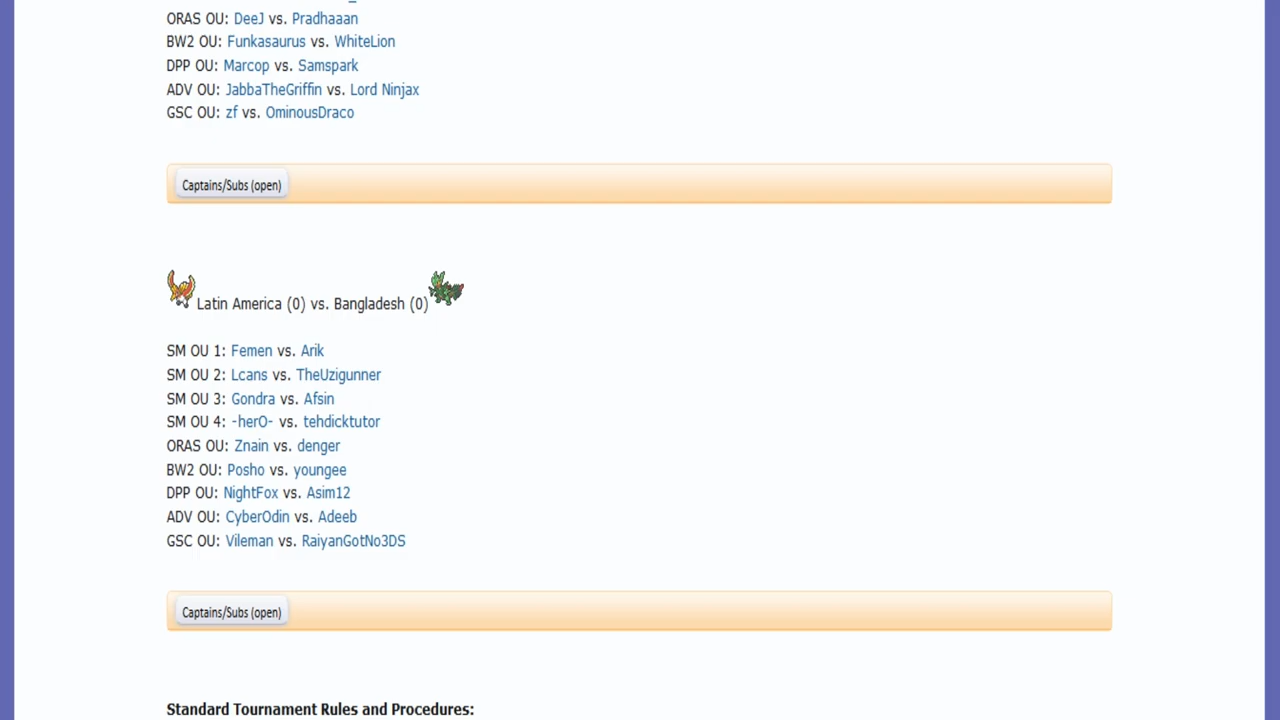 ORAS OU: DeeJ vs. Pradhaaan
BW2 OU: Funkasaurus vs. WhiteLion
DPP OU: Marcop vs. Samspark
ADV OU: JabbaTheGriffin vs. Lord Ninjax
GSC OU: zf vs. OminousDraco
Captains/Subs (open)
Latin America (0) vs. Bangladesh (0)
SM OU 1: Femen vs. Arik
SM OU 2: Lcans vs. TheUzigunner
SM OU 3: Gondra vs. Afsin
SM OU 4: -herO- vs. tehdicktutor
ORAS OU: Znain vs. denger
BW2 OU: Posho vs. youngee
DPP OU: NightFox vs. Asim12
ADV OU: CyberOdin vs. Adeeb
GSC OU: Vileman vs. RaiyanGotNo3DS
Captains/Subs (open)
Standard Tournament Rules and Procedures: